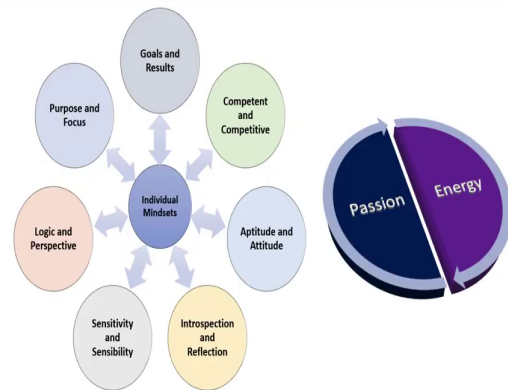 Goals and
Results
Competent
and
Competitive
Aptitude and
Attitude
Introspection
and
Reflection
Sensitivity
and
Sensibility
Logic and
Perspective
Purpose and
Focus
Individual
Mindsets
Passion
Energy